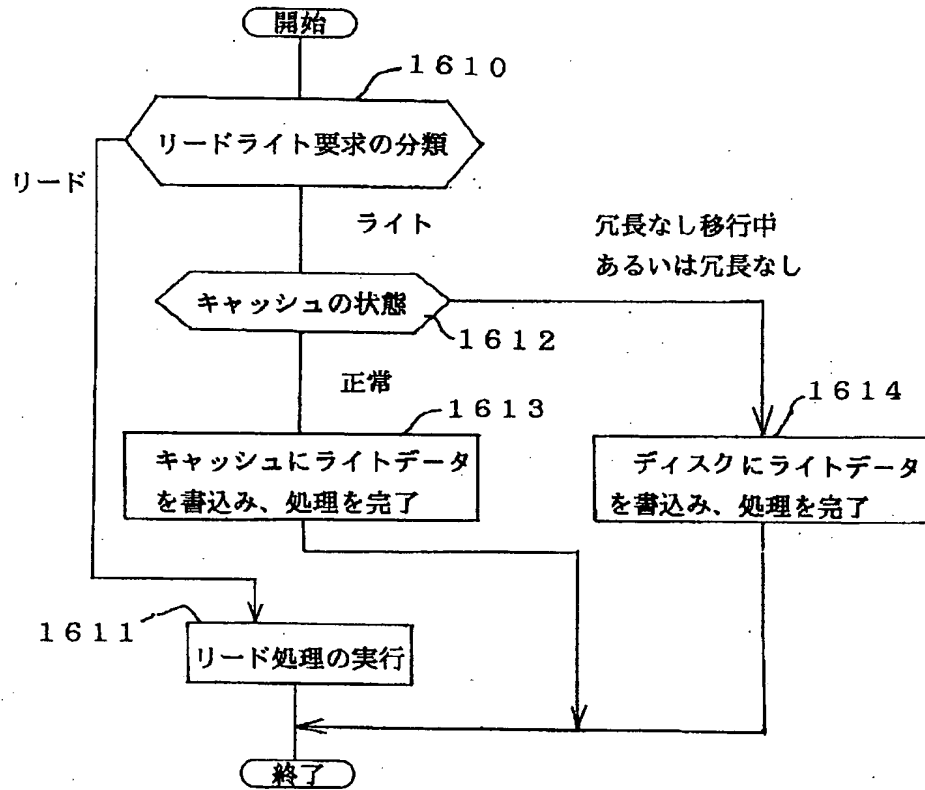 開始
1610
リードライト要求の分類
リード
ライト
冗長なし移行中
あるいは冗長なし
キャッシュの状態
1612
正常
1613
1614
キャッシュにライトデータ
を書込み、処理を完了
ディスクにライトデータ
を書込み、処理を完了
1611
リード処理の実行
終了